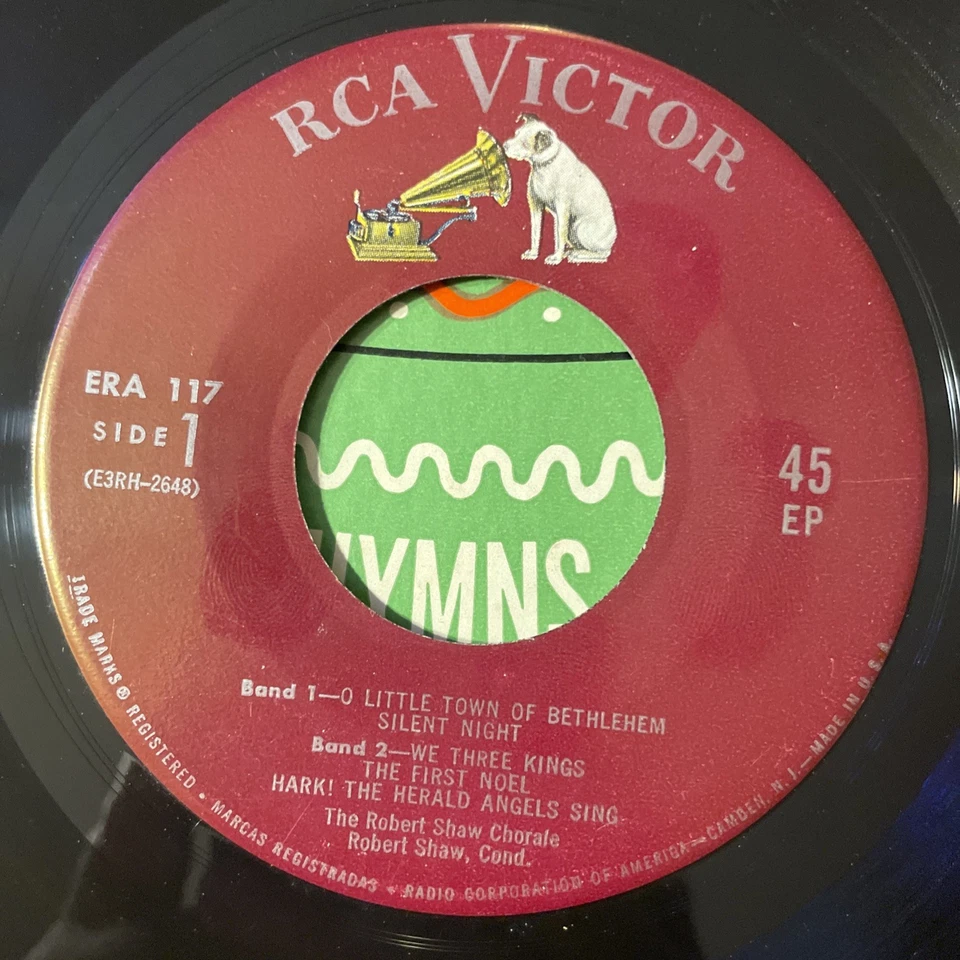 RCA VICTOR
ERA 117
SIDE 1
(E3RH-2648)
45
EP
HYMNS
Band 1—O LITTLE TOWN OF BETHLEHEM
SILENT NIGHT
Band 2—WE THREE KINGS
THE FIRST NOEL
HARK! THE HERALD ANGELS SING
The Robert Shaw Chorale
Robert Shaw, Cond.
TRADE MARKS ® REGISTERED • MARCAS REGISTRADAS • RADIO CORPORATION OF AMERICA—CAMDEN, N. J.—MADE IN U.S.A.